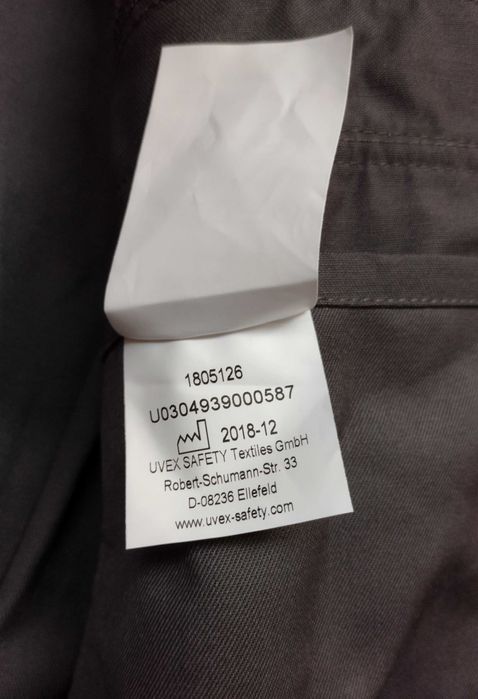 1805126
U0304939000587
2018-12
UVEX SAFETY Textiles GmbH
Robert-Schumann-Str. 33
D-08236 Ellefeld
www.uvex-safety.com